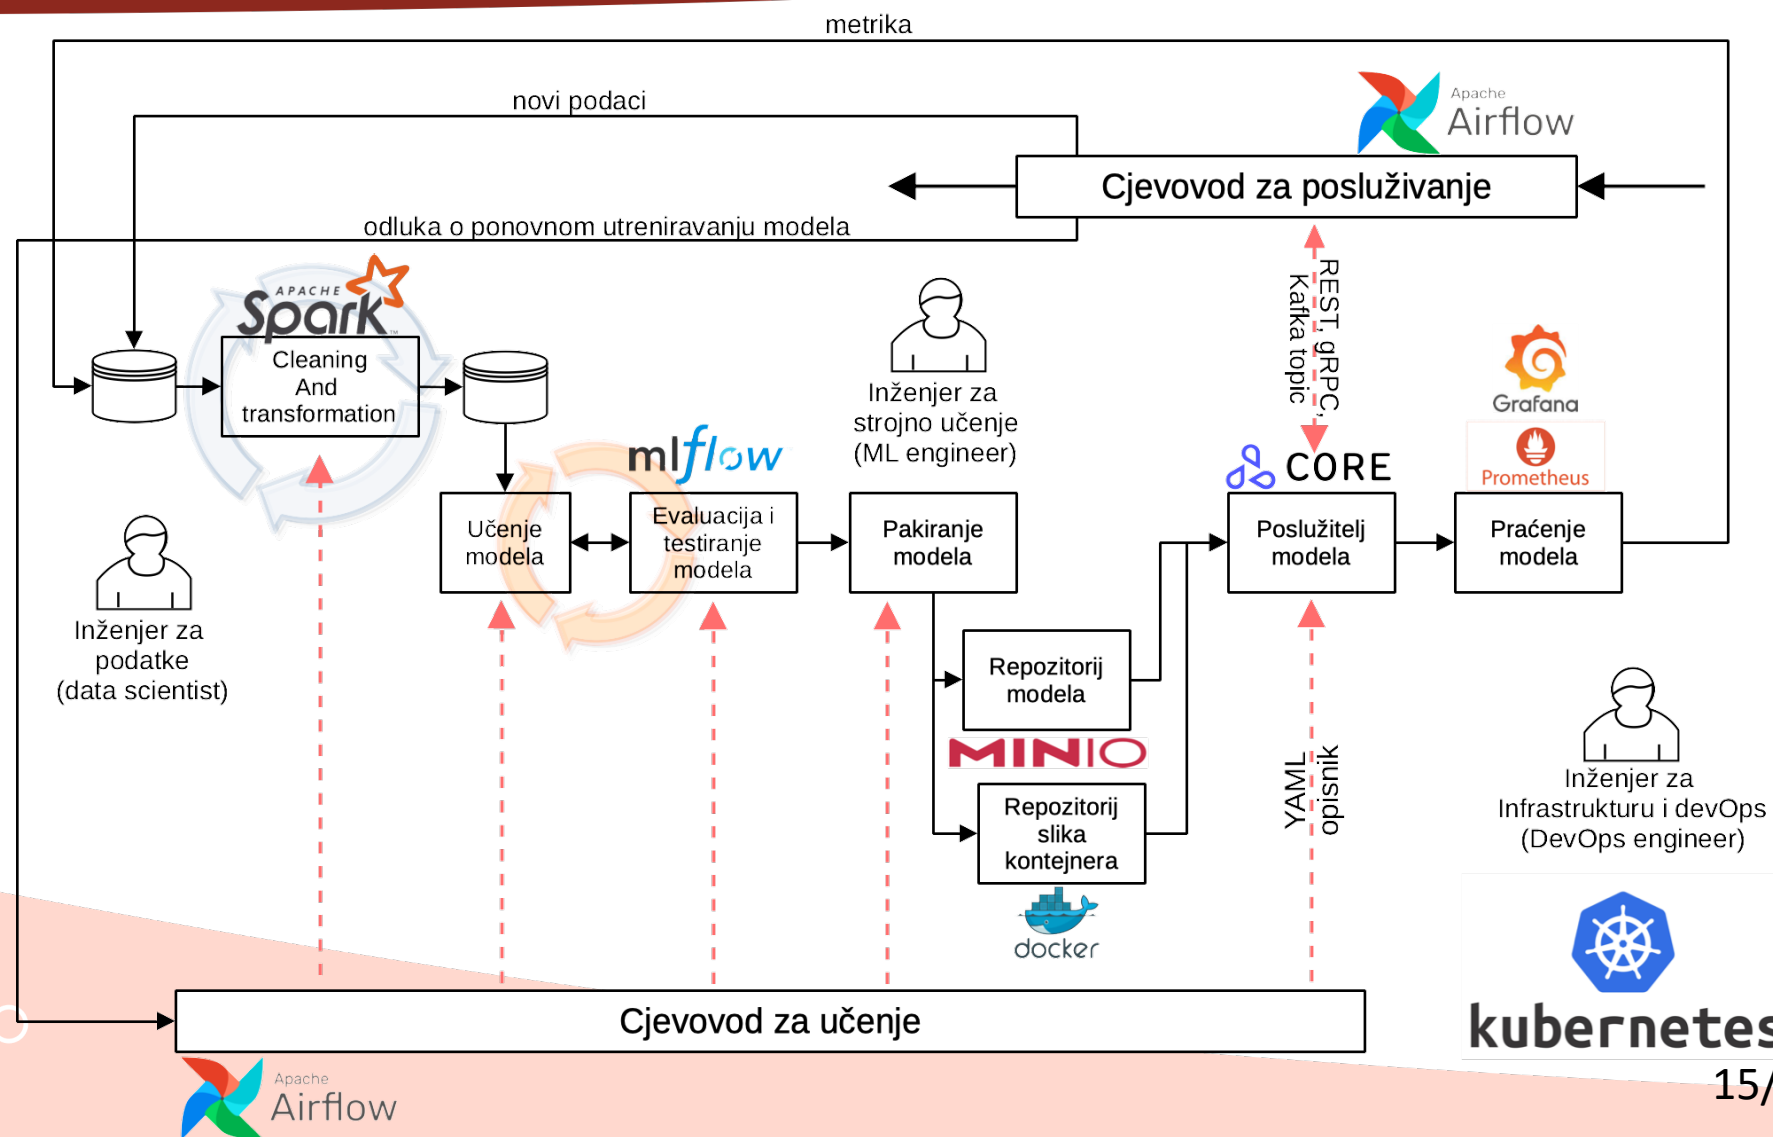 metrika
novi podaci
Apache
Airflow
Cjevovod za posluživanje
odluka o ponovnom utreniravanju modela
APACHE
Spark
TM
Cleaning
And
transformation
REST, gRPC,
Kafka topic
Inženjer za
strojno učenje
(ML engineer)
Grafana
Prometheus
mlflow
CORE
Učenje
modela
Evaluacija i
testiranje
modela
Pakiranje
modela
Poslužitelj
modela
Praćenje
modela
Inženjer za
podatke
(data scientist)
Repozitorij
modela
MINIO
Repozitorij
slika
kontejnera
docker
YAML
opisnik
Inženjer za
Infrastrukturu i devOps
(DevOps engineer)
Cjevovod za učenje
kubernetes
15/
Apache
Airflow